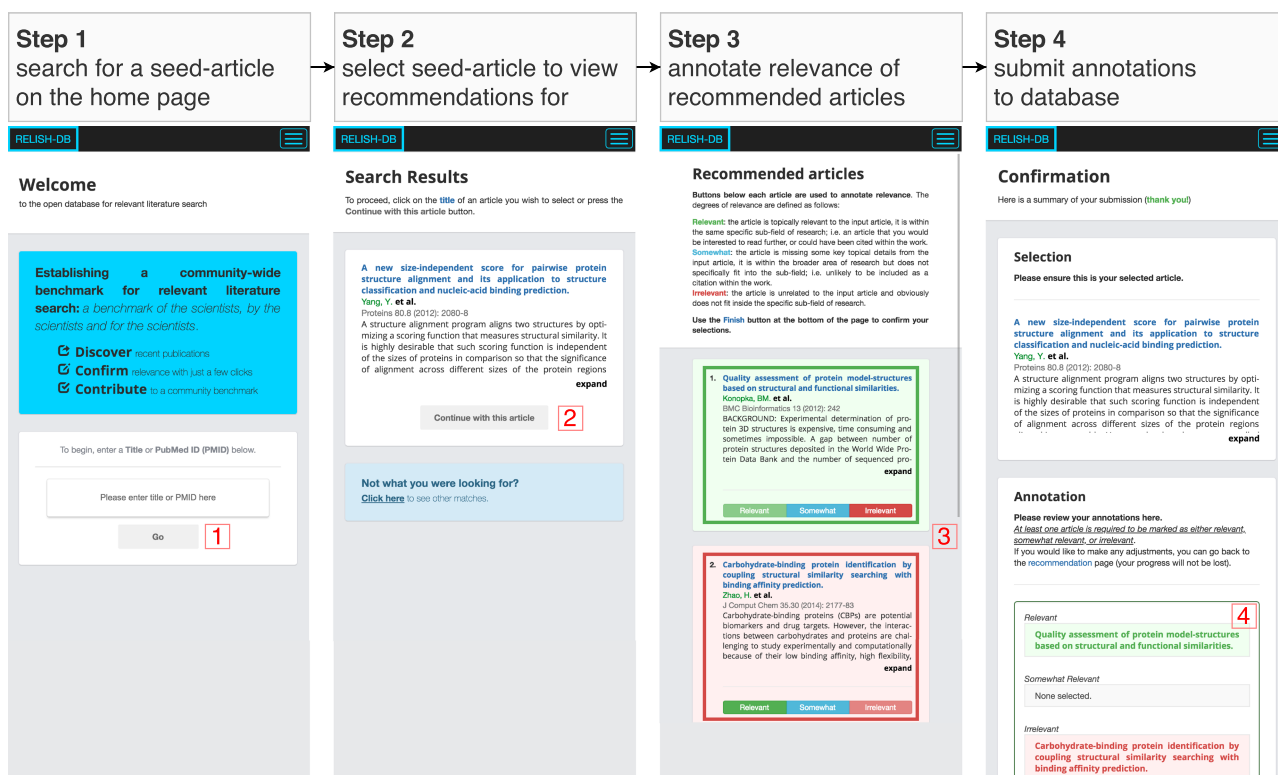 Step 1
search for a seed-article
on the home page
RELISH-DB
Welcome
to the open database for relevant literature search
Establishing a community-wide
benchmark for relevant literature
search: a benchmark of the scientists, by the
scientists and for the scientists.
Discover recent publications
Confirm relevance with just a few clicks
Contribute to a community benchmark
To begin, enter a Title or PubMed ID (PMID) below.
Please enter title or PMID here
Go
1
Step 2
select seed-article to view
recommendations for
RELISH-DB
Search Results
To proceed, click on the title of an article you wish to select or press the
Continue with this article button.
A new size-independent score for pairwise protein
structure alignment and its application to structure
classification and nucleic-acid binding prediction.
Yang, Y. et al.
Proteins 80.8 (2012): 2080-8
A structure alignment program aligns two structures by opti-
mizing a scoring function that measures structural similarity. It
is highly desirable that such scoring function is independent
of the sizes of proteins in comparison so that the significance
of alignment across different sizes of the protein regions
expand
Continue with this article
2
Not what you were looking for?
Click here to see other matches.
Step 3
annotate relevance of
recommended articles
RELISH-DB
Recommended articles
Buttons below each article are used to annotate relevance. The
degrees of relevance are defined as follows:
Relevant: the article is topically relevant to the input article, it is within
the same specific sub-field of research; i.e. an article that you would
be interested to read further, or could have been cited within the work.
Somewhat: the article is missing some key topical details from the
input article, it is within the broader area of research but does not
specifically fit into the sub-field; i.e. unlikely to be included as a
citation within the work.
Irrelevant: the article is unrelated to the input article and obviously
does not fit inside the specific sub-field of research.
Use the Finish button at the bottom of the page to confirm your
selections.
1. Quality assessment of protein model-structures
based on structural and functional similarities.
Konopka, BM. et al.
BMC Bioinformatics 13 (2012): 242
BACKGROUND: Experimental determination of pro-
tein 3D structures is expensive, time consuming and
sometimes impossible. A gap between number of
protein structures deposited in the World Wide Pro-
tein Data Bank and the number of sequenced pro-
expand
Relevant Somewhat Irrelevant
3
2. Carbohydrate-binding protein identification by
coupling structural similarity searching with
binding affinity prediction.
Zhao, H. et al.
J Comput Chem 35.30 (2014): 2177-83
Carbohydrate-binding proteins (CBPs) are potential
biomarkers and drug targets. However, the interac-
tions between carbohydrates and proteins are chal-
lenging to study experimentally and computationally
because of their low binding affinity, high flexibility,
expand
Relevant Somewhat Irrelevant
Step 4
submit annotations
to database
RELISH-DB
Confirmation
Here is a summary of your submission (thank you!)
Selection
Please ensure this is your selected article.
A new size-independent score for pairwise protein
structure alignment and its application to structure
classification and nucleic-acid binding prediction.
Yang, Y. et al.
Proteins 80.8 (2012): 2080-8
A structure alignment program aligns two structures by opti-
mizing a scoring function that measures structural similarity. It
is highly desirable that such scoring function is independent
of the sizes of proteins in comparison so that the significance
of alignment across different sizes of the protein regions
expand
Annotation
Please review your annotations here.
At least one article is required to be marked as either relevant,
somewhat relevant, or irrelevant.
If you would like to make any adjustments, you can go back to
the recommendation page (your progress will not be lost).
4
Relevant
Quality assessment of protein model-structures
based on structural and functional similarities.
Somewhat Relevant
None selected.
Irrelevant
Carbohydrate-binding protein identification by
coupling structural similarity searching with
binding affinity prediction.